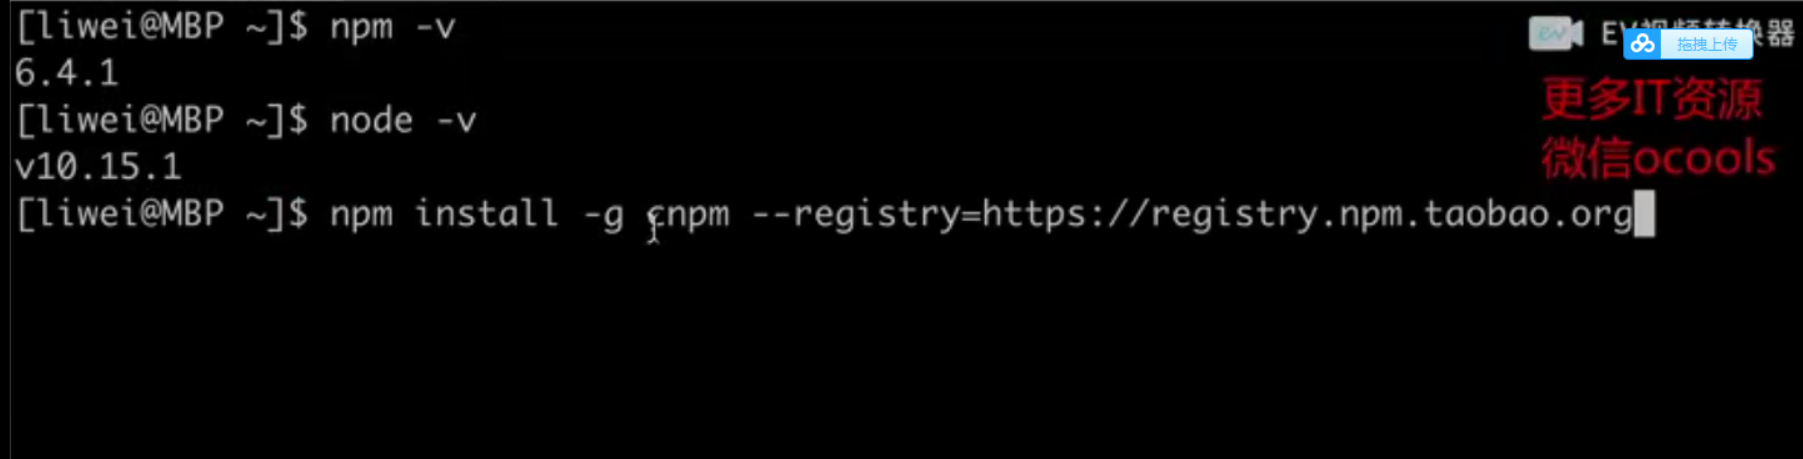 [liwei@MBP ~]$ npm -v
6.4.1
[liwei@MBP ~]$ node -v
v10.15.1
[liwei@MBP ~]$ npm install -g cnpm --registry=https://registry.npm.taobao.org
EV视频转换器
拖拽上传
更多IT资源
微信ocools